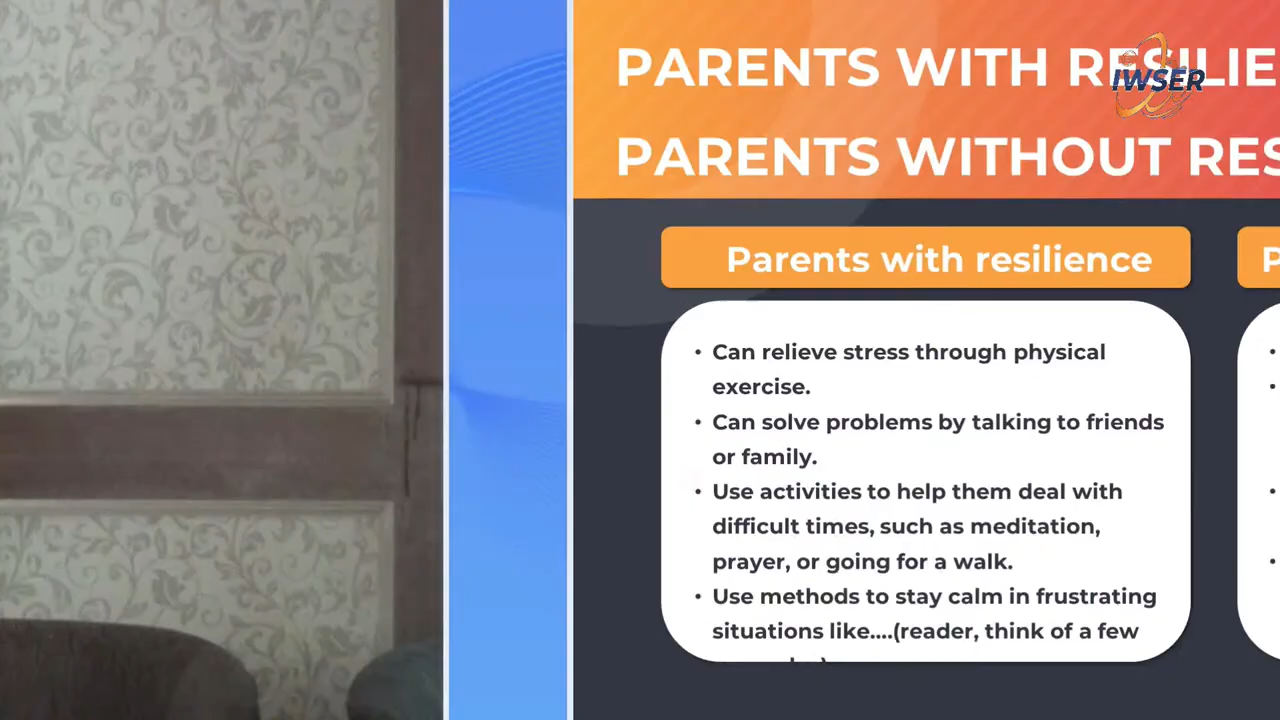 PARENTS WITH RESILIE
IWSER
PARENTS WITHOUT RES
Parents with resilience
P
• Can relieve stress through physical
exercise.
• Can solve problems by talking to friends
or family.
• Use activities to help them deal with
difficult times, such as meditation,
prayer, or going for a walk.
• Use methods to stay calm in frustrating
situations like....(reader, think of a few